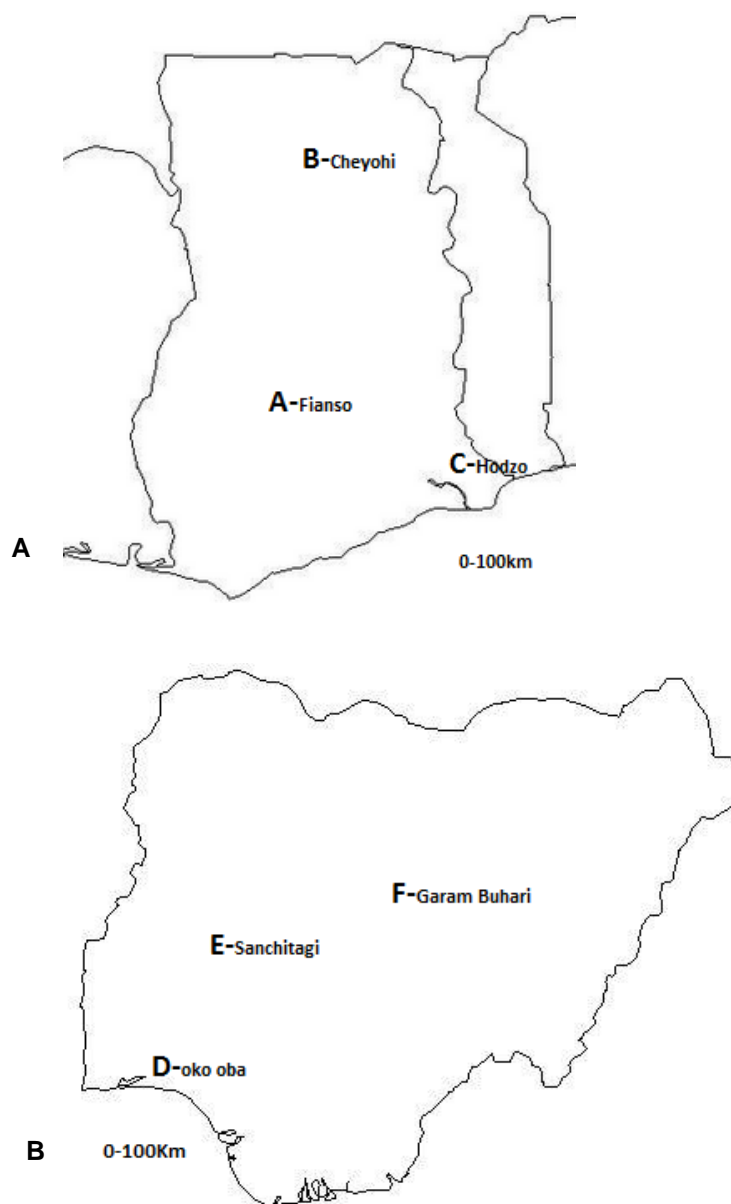 B-Cheyohi
A-Fianso
C-Hodzo
A
0-100km
F-Garam Buhari
E-Sanchitagi
D-oko oba
B
0-100Km